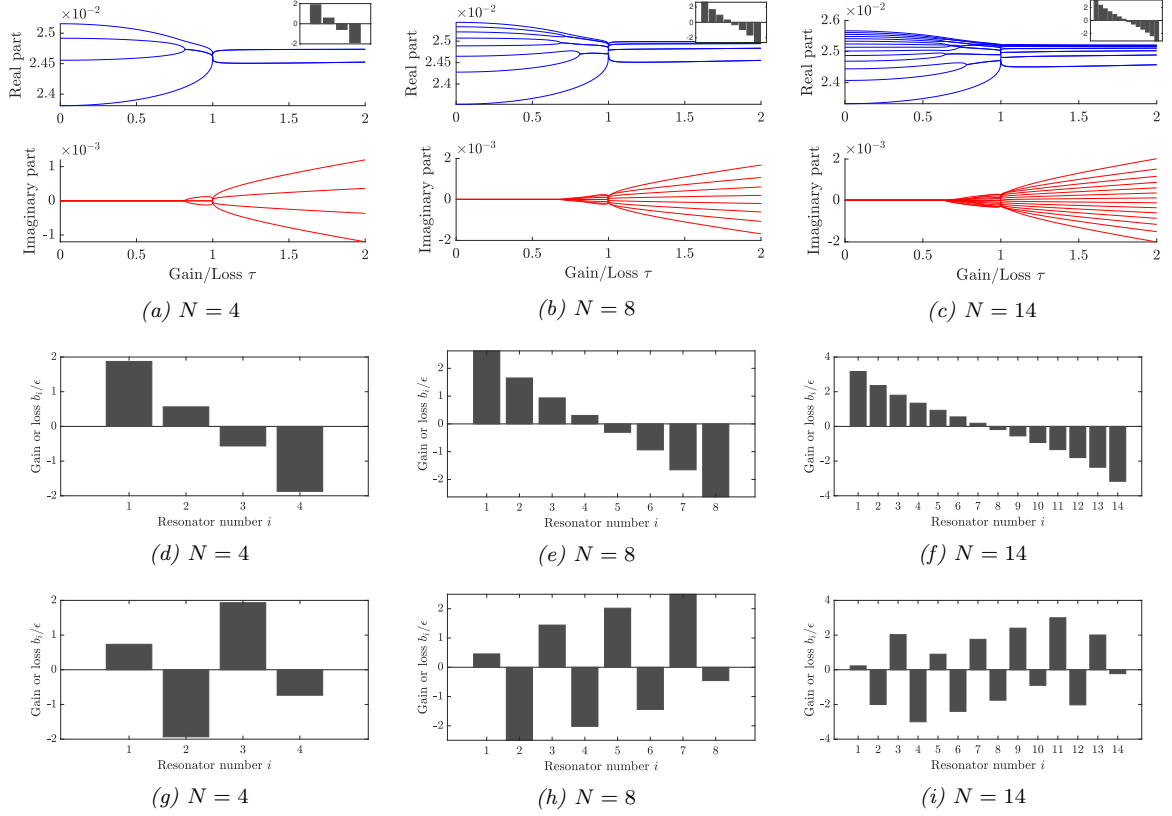 ×10⁻²
Real part
2.5
2.45
2.4
0 0.5 1 1.5 2
2
0
-2
×10⁻³
Imaginary part
1
0
-1
0 0.5 1 1.5 2
Gain/Loss τ
(a) N = 4
×10⁻²
Real part
2.5
2.45
2.4
0 0.5 1 1.5 2
2
0
-2
×10⁻³
Imaginary part
2
0
-2
0 0.5 1 1.5 2
Gain/Loss τ
(b) N = 8
×10⁻²
Real part
2.6
2.5
2.4
0 0.5 1 1.5 2
2
0
-2
×10⁻³
Imaginary part
2
0
-2
0 0.5 1 1.5 2
Gain/Loss τ
(c) N = 14
Gain or loss bᵢ/ϵ
2
1
0
-1
-2
1 2 3 4
Resonator number i
(d) N = 4
Gain or loss bᵢ/ϵ
2
1
0
-1
-2
1 2 3 4 5 6 7 8
Resonator number i
(e) N = 8
Gain or loss bᵢ/ϵ
4
2
0
-2
-4
1 2 3 4 5 6 7 8 9 10 11 12 13 14
Resonator number i
(f) N = 14
Gain or loss bᵢ/ϵ
2
1
0
-1
-2
1 2 3 4
Resonator number i
(g) N = 4
Gain or loss bᵢ/ϵ
2
1
0
-1
-2
1 2 3 4 5 6 7 8
Resonator number i
(h) N = 8
Gain or loss bᵢ/ϵ
4
2
0
-2
-4
1 2 3 4 5 6 7 8 9 10 11 12 13 14
Resonator number i
(i) N = 14